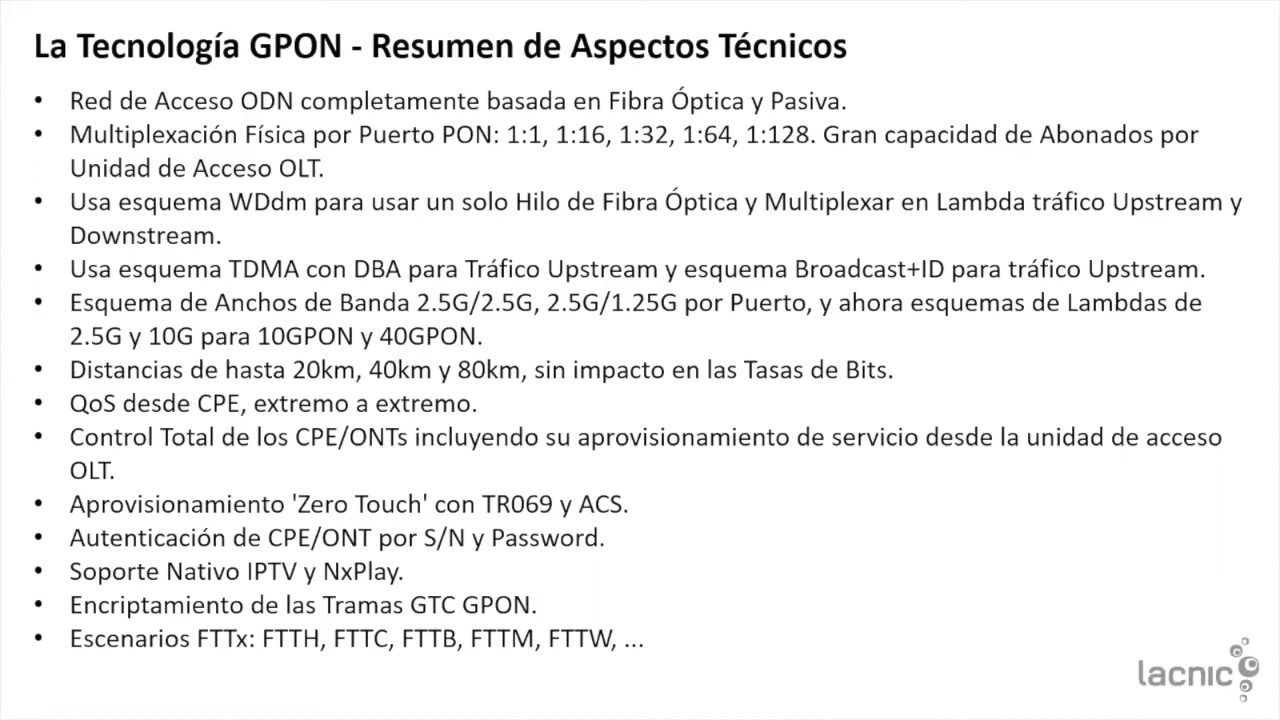 La Tecnología GPON - Resumen de Aspectos Técnicos
• Red de Acceso ODN completamente basada en Fibra Óptica y Pasiva.
• Multiplexación Física por Puerto PON: 1:1, 1:16, 1:32, 1:64, 1:128. Gran capacidad de Abonados por
Unidad de Acceso OLT.
• Usa esquema WDdm para usar un solo Hilo de Fibra Óptica y Multiplexar en Lambda tráfico Upstream y
Downstream.
• Usa esquema TDMA con DBA para Tráfico Upstream y esquema Broadcast+ID para tráfico Upstream.
• Esquema de Anchos de Banda 2.5G/2.5G, 2.5G/1.25G por Puerto, y ahora esquemas de Lambdas de
2.5G y 10G para 10GPON y 40GPON.
• Distancias de hasta 20km, 40km y 80km, sin impacto en las Tasas de Bits.
• QoS desde CPE, extremo a extremo.
• Control Total de los CPE/ONTs incluyendo su aprovisionamiento de servicio desde la unidad de acceso
OLT.
• Aprovisionamiento 'Zero Touch' con TR069 y ACS.
• Autenticación de CPE/ONT por S/N y Password.
• Soporte Nativo IPTV y NxPlay.
• Encriptamiento de las Tramas GTC GPON.
• Escenarios FTTx: FTTH, FTTC, FTTB, FTTM, FTTW, ...
lacnic